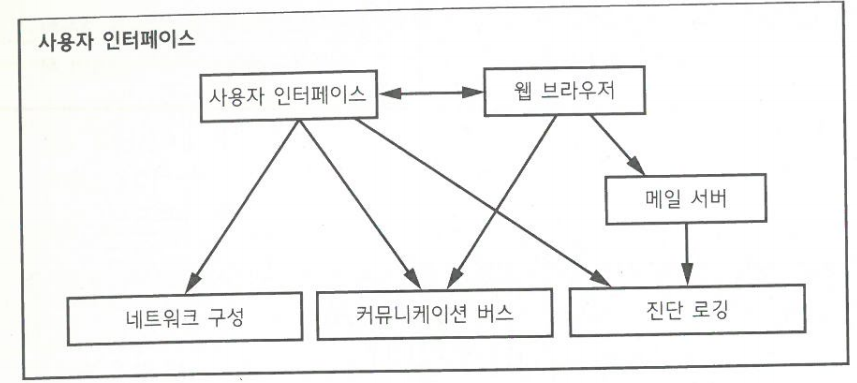 사용자 인터페이스
사용자 인터페이스
웹 브라우저
메일 서버
네트워크 구성
커뮤니케이션 버스
진단 로깅